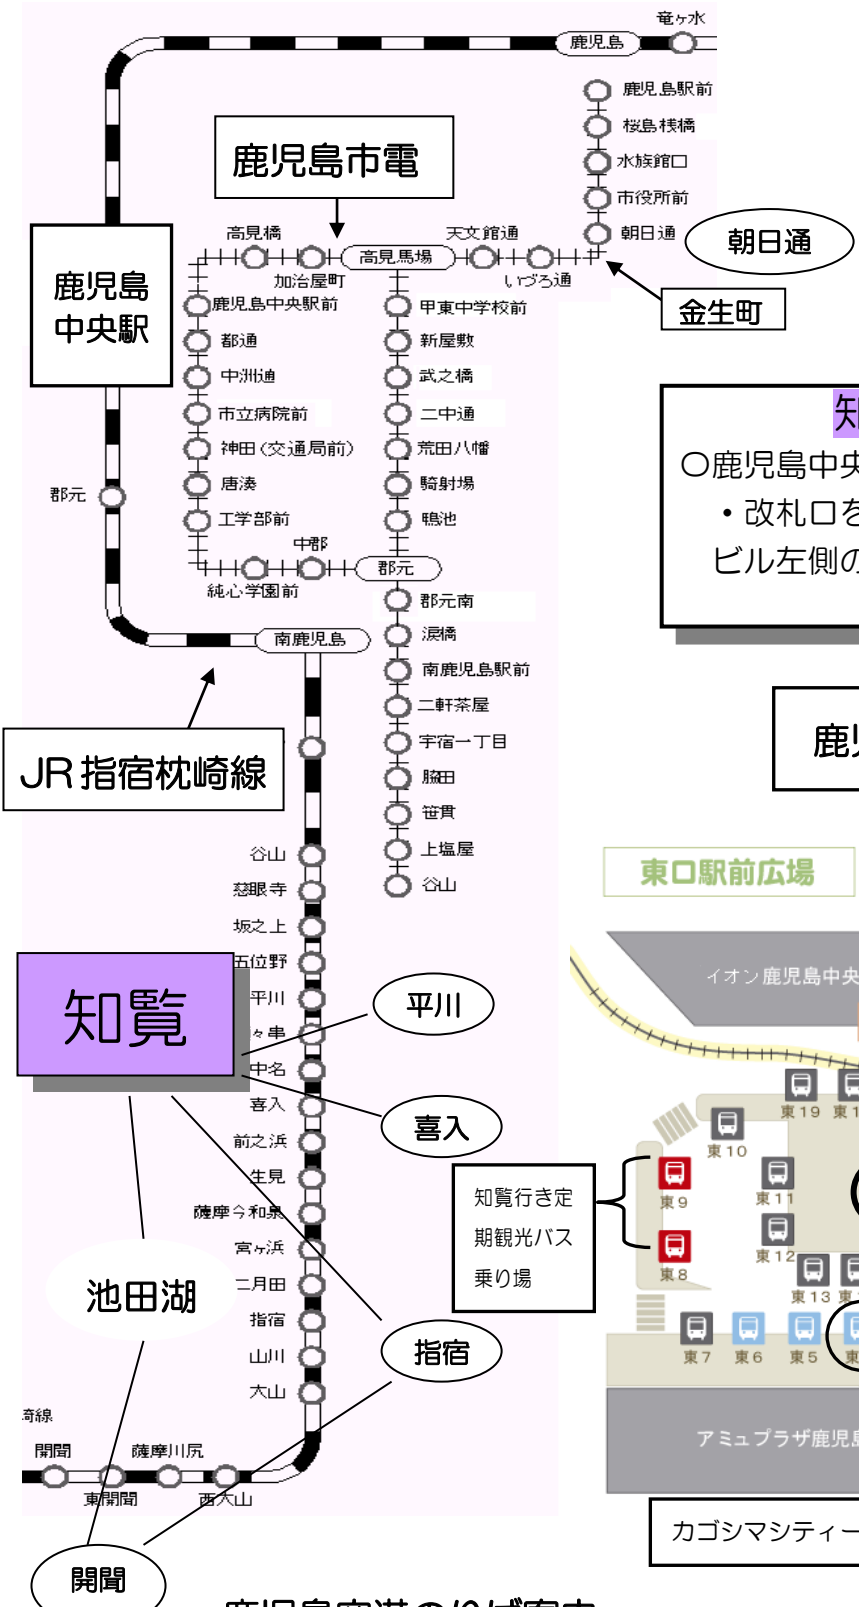 竜ヶ水
鹿児島
鹿児島駅前
桜島桟橋
水族館口
市役所前
朝日通
朝日通
金生町
鹿児島市電
高見橋
加治屋町
高見馬場
天文館通
いづろ通
鹿児島
中央駅
鹿児島中央駅前
都通
中洲通
市立病院前
神田(交通局前)
唐湊
工学部前
純心学園前
中郡
郡元
甲東中学校前
新屋敷
武之橋
二中通
荒田八幡
騎射場
鴨池
郡元
郡元南
涙橋
南鹿児島駅前
二軒茶屋
宇宿一丁目
脇田
笹貫
上塩屋
谷山
南鹿児島
JR指宿枕崎線
谷山
慈眼寺
坂之上
五位野
平川
々串
中名
喜入
前之浜
生見
薩摩今和泉
宮ヶ浜
二月田
指宿
山川
大山
崎線
開聞
東開聞
薩摩川尻
西大山
知覧
平川
喜入
池田湖
指宿
開聞
〇鹿児島中央
・改札口を
ビル左側の
東口駅前広場
イオン鹿児島中央
東19
東10
東9
東11
東8
東12
東13
東7
東6
東5
知覧行き定
期観光バス
乗り場
アミュプラザ鹿児島
カゴシマシティー
鹿児島空港のりば案内